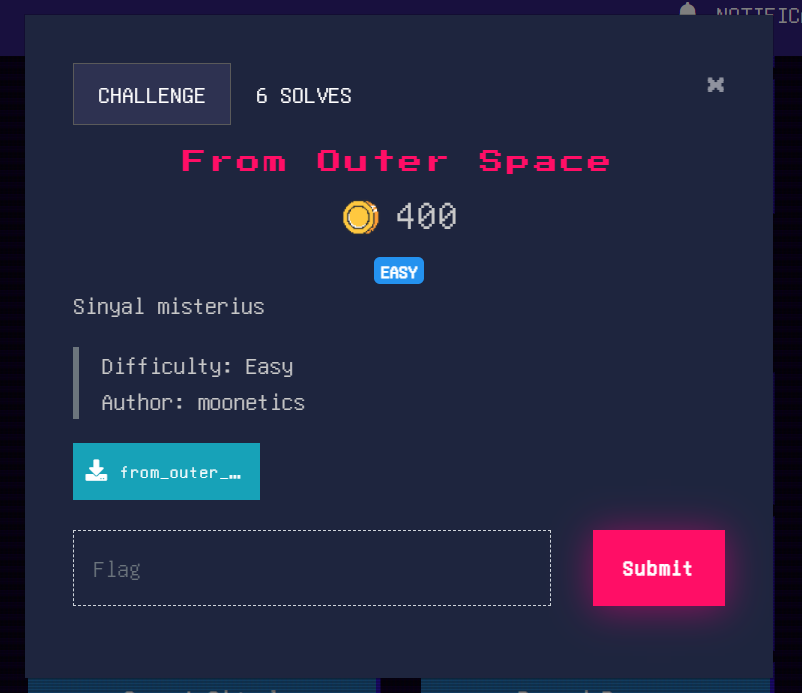 CHALLENGE
6 SOLVES
✖
From Outer Space
400
EASY
Sinyal misterius
Difficulty: Easy
Author: moonetics
from_outer_…
Flag
Submit